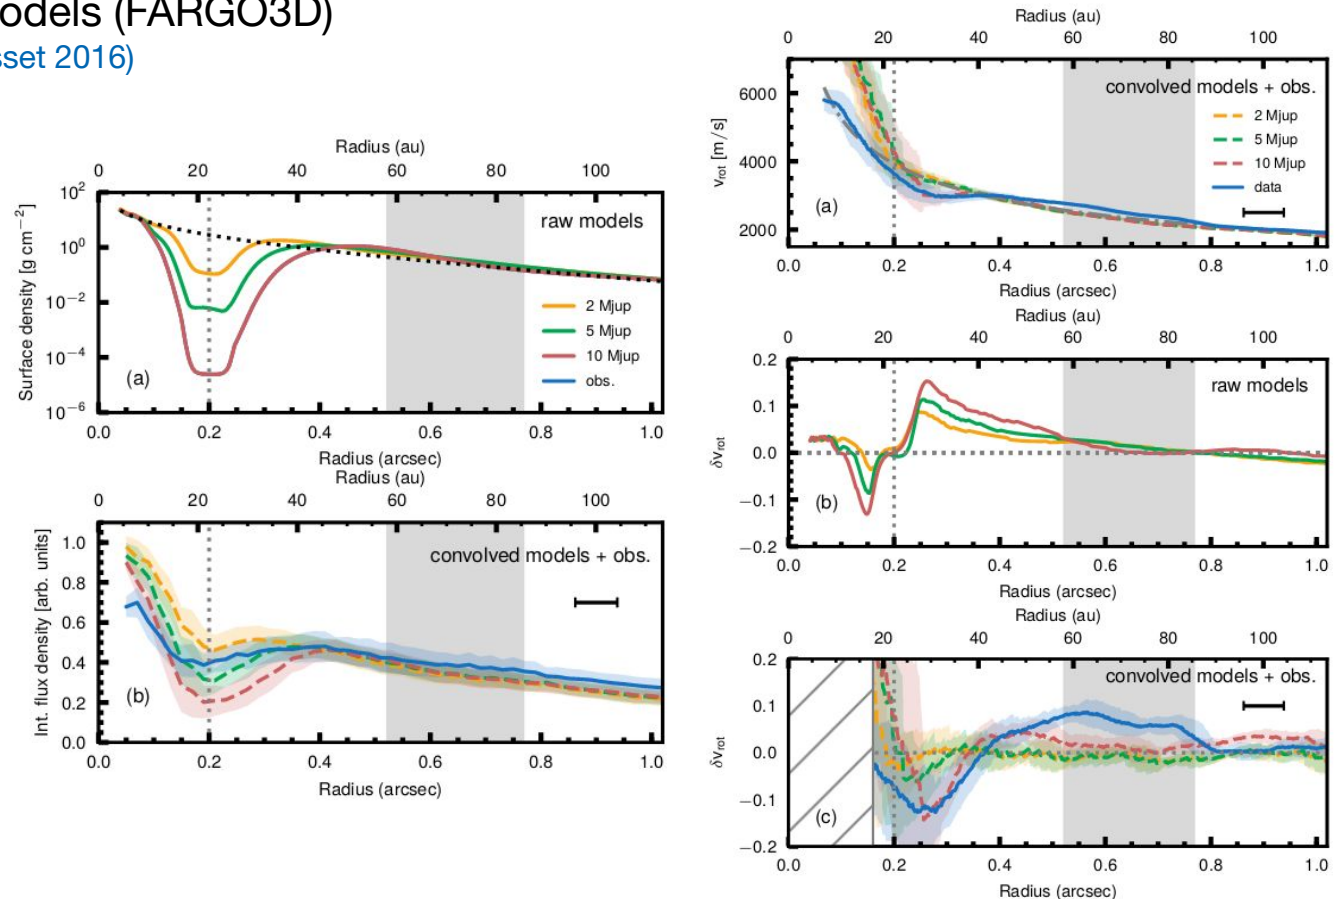 odels (FARGO3D)
sset 2016)
Radius (au)
0 20 40 60 80 100
10² 10⁰ 10⁻² 10⁻⁴ 10⁻⁶
Surface density [g cm⁻²]
raw models
2 Mjup
5 Mjup
10 Mjup
obs.
(a)
0.0 0.2 0.4 0.6 0.8 1.0
Radius (arcsec)
Radius (au)
0 20 40 60 80 100
1.0 0.8 0.6 0.4 0.2 0.0
Int. flux density [arb. units]
convolved models + obs.
(b)
0.0 0.2 0.4 0.6 0.8 1.0
Radius (arcsec)
Radius (au)
0 20 40 60 80 100
6000 4000 2000
vrot [m/s]
convolved models + obs.
2 Mjup
5 Mjup
10 Mjup
data
(a)
0.0 0.2 0.4 0.6 0.8 1.0
Radius (arcsec)
Radius (au)
0 20 40 60 80 100
0.2 0.1 0.0 −0.1 −0.2
δvrot
raw models
(b)
0.0 0.2 0.4 0.6 0.8 1.0
Radius (arcsec)
Radius (au)
0 20 40 60 80 100
0.2 0.1 0.0 −0.1 −0.2
δvrot
convolved models + obs.
(c)
0.0 0.2 0.4 0.6 0.8 1.0
Radius (arcsec)